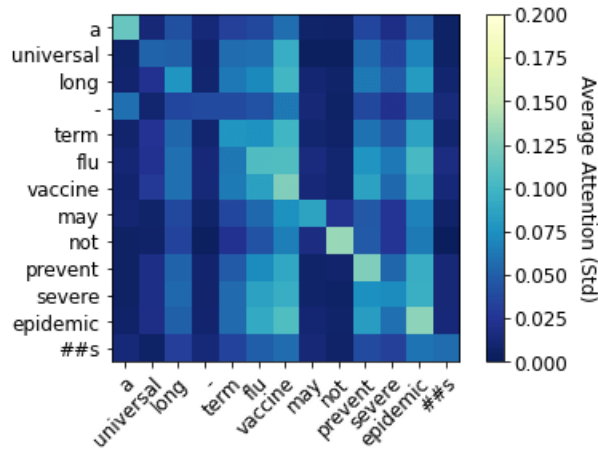 a
universal
long
-
term
flu
vaccine
may
not
prevent
severe
epidemic
##s
a
universal
long
-
term
flu
vaccine
may
not
prevent
severe
epidemic
##s
0.200
0.175
0.150
0.125
0.100
0.075
0.050
0.025
0.000
Average Attention (Std)